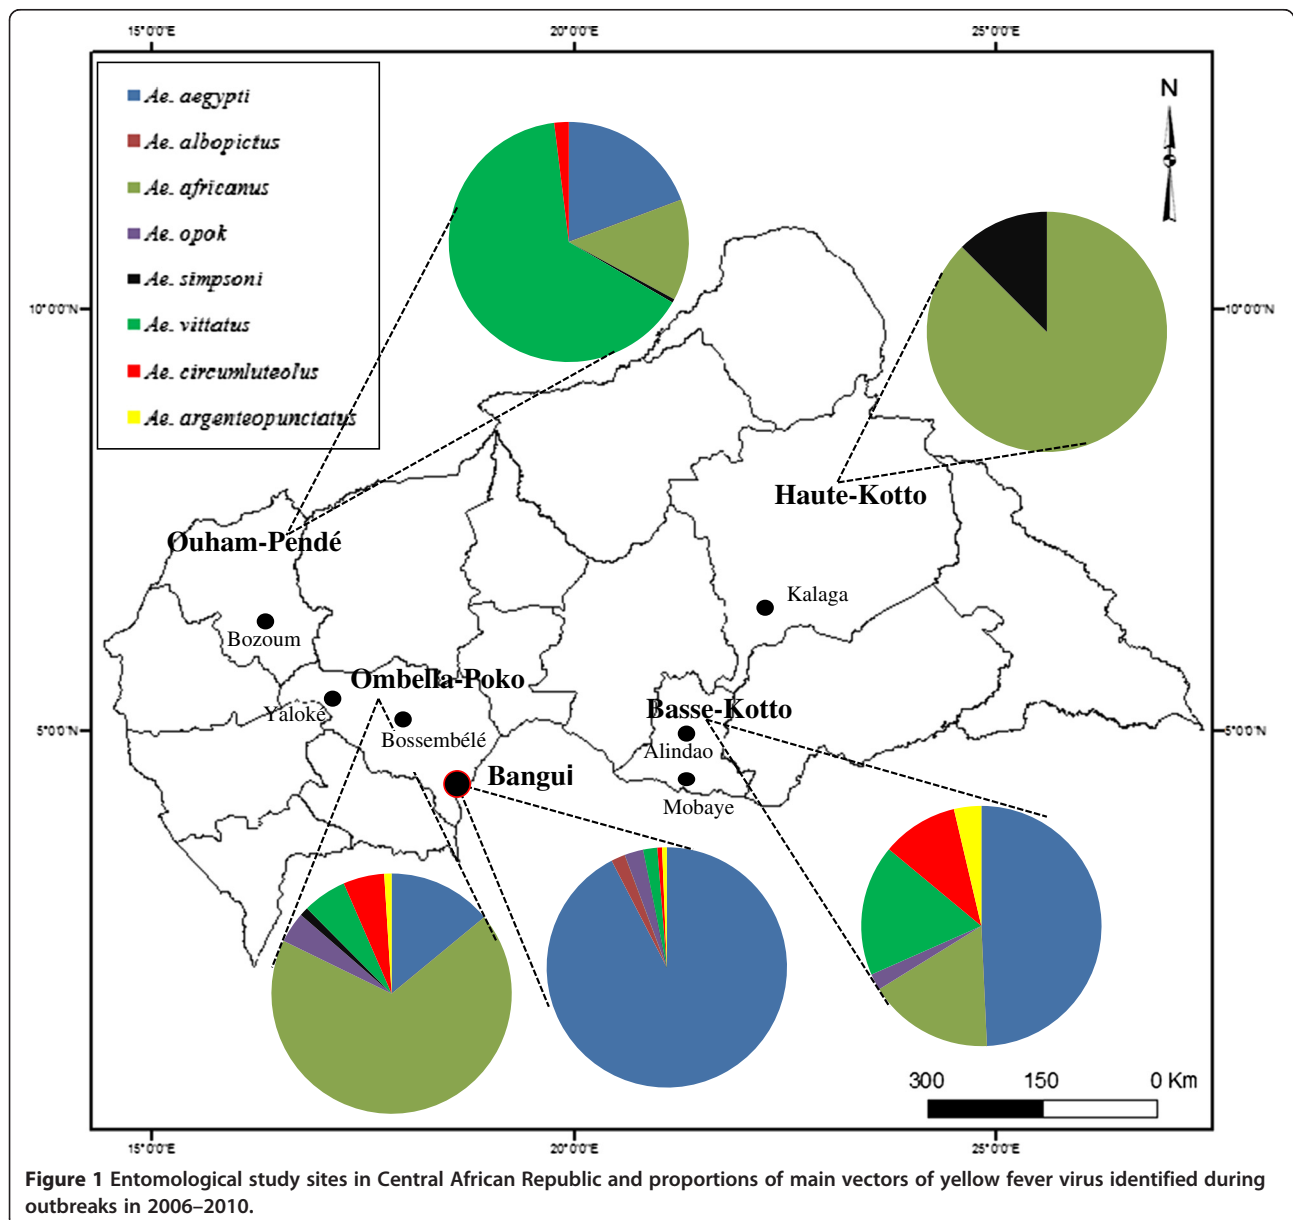 15°0'0"E 20°0'0"E 25°0'0"E
Ae. aegypti
Ae. albopictus
Ae. africanus
Ae. opok
Ae. simpsoni
Ae. vittatus
Ae. circumluteolus
Ae. argenteopunctatus
N
10°0'0"N 10°0'0"N
Haute-Kotto
Ouham-Pendé
Kalaga
Bozoum
Ombella-Poko
Yaloké
Basse-Kotto
5°0'0"N 5°0'0"N
Bossembélé
Alindao
Bangui
Mobaye
300 150 0 Km
15°0'0"E 20°0'0"E 25°0'0"E
Figure 1 Entomological study sites in Central African Republic and proportions of main vectors of yellow fever virus identified during
outbreaks in 2006–2010.